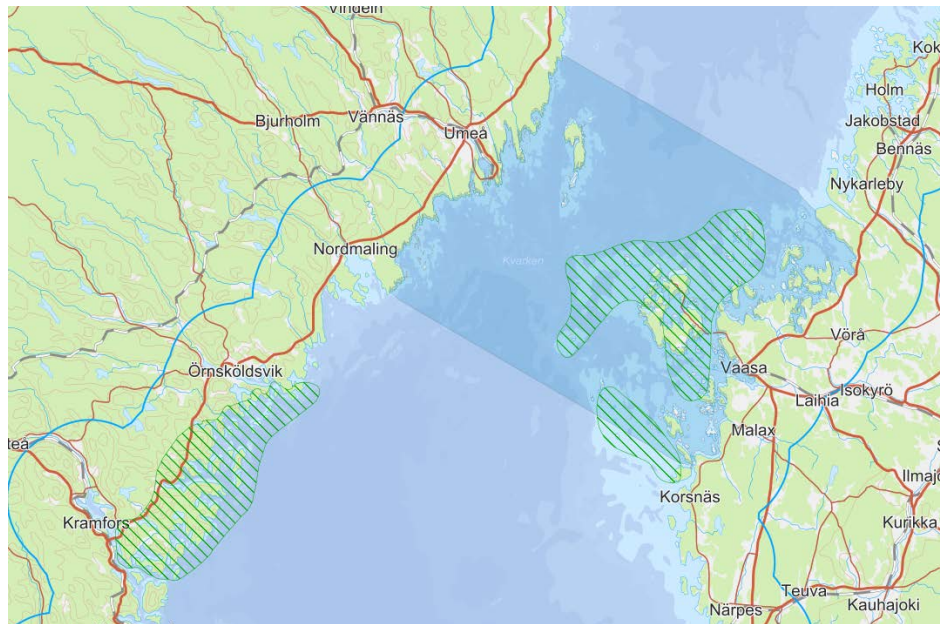 Vindeln
Kok
Holm
Jakobstad
Bennäs
Vännäs
Bjurholm
Umeå
Nykarleby
Nordmaling
Kvarken
Vörå
Örnsköldsvik
Vaasa
Isokyrö
Laihia
Malax
teå
S
Ilmajo
Korsnäs
Kramfors
Kurikka
Teuva
Närpes
Kauhajoki